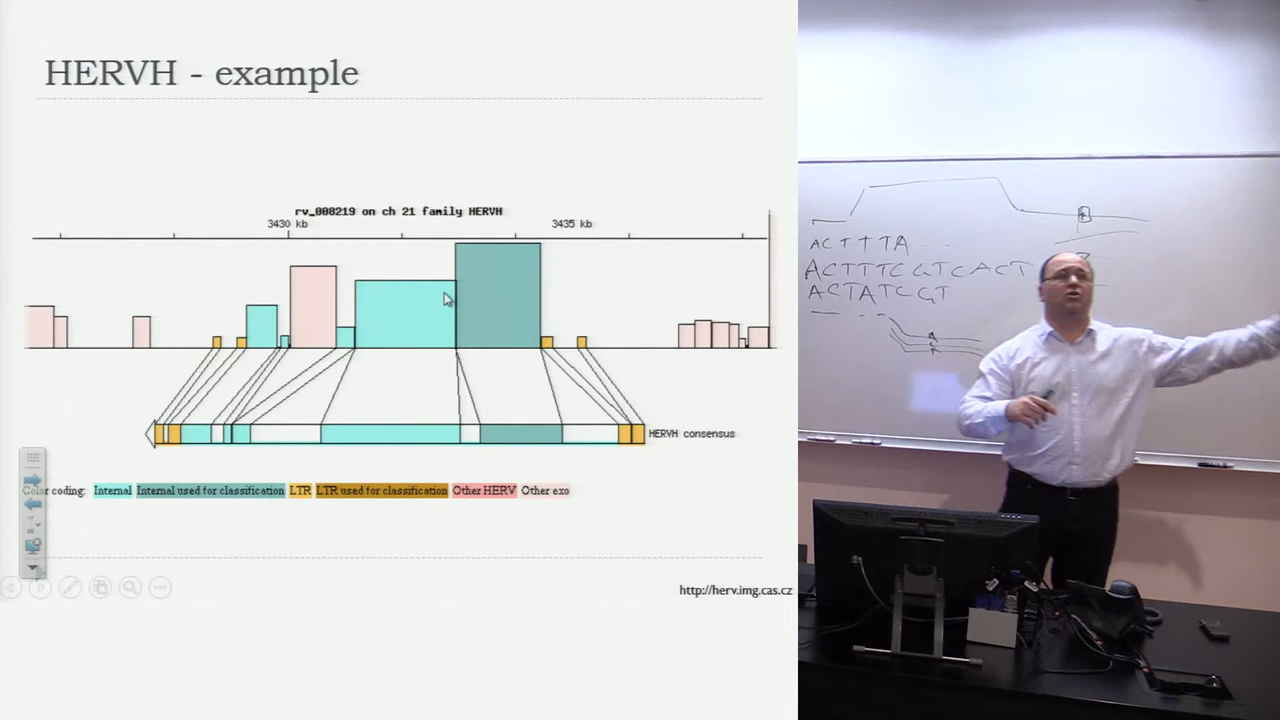 HERVH - example
rv_008219 on ch 21 family HERVH
3430 kb 3435 kb
HERVH consensus
Color coding: Internal Internal used for classification LTR LTR used for classification Other HERV Other exo
http://herv.img.cas.cz
ACTTTA . .
ACTTTCGTCACT
ACTATCGT